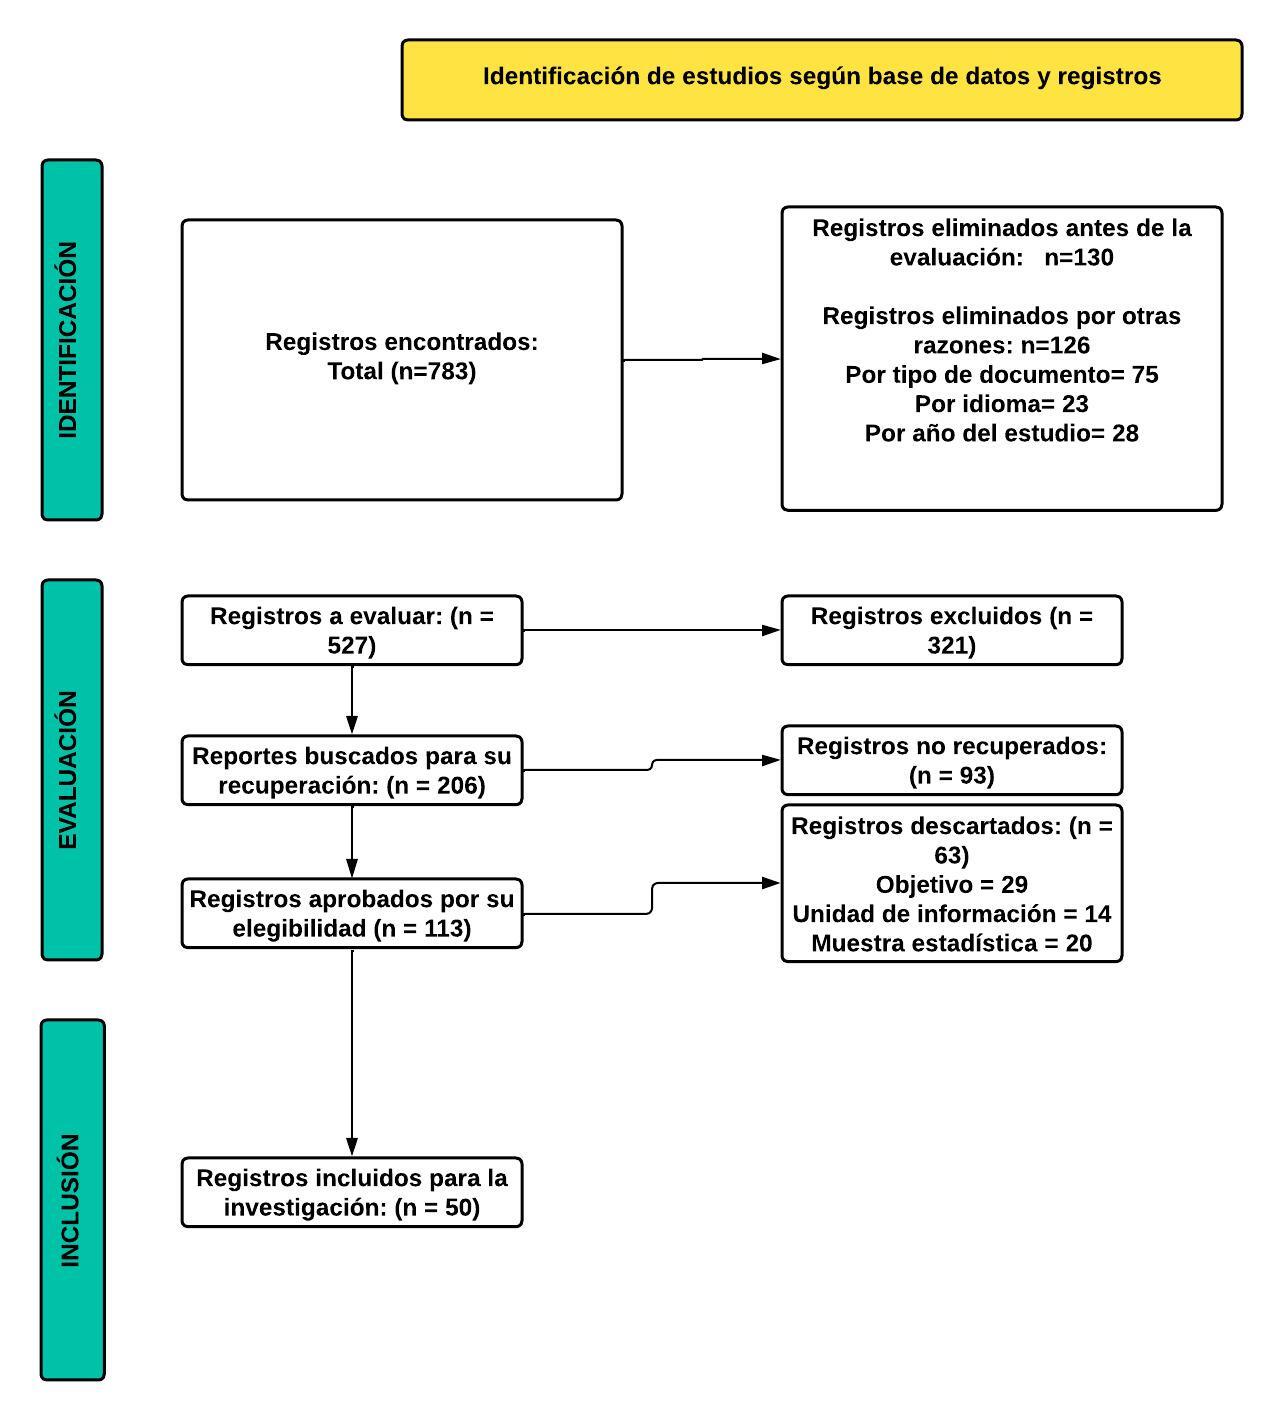 Identificación de estudios según base de datos y registros
IDENTIFICACIÓN
Registros encontrados:
Total (n=783)
Registros eliminados antes de la
evaluación:   n=130
Registros eliminados por otras
razones: n=126
Por tipo de documento= 75
Por idioma= 23
Por año del estudio= 28
EVALUACIÓN
Registros a evaluar: (n =
527)
Registros excluidos (n =
321)
Reportes buscados para su
recuperación: (n = 206)
Registros no recuperados:
(n = 93)
Registros aprobados por su
elegibilidad (n = 113)
Registros descartados: (n =
63)
Objetivo = 29
Unidad de información = 14
Muestra estadística = 20
INCLUSIÓN
Registros incluidos para la
investigación: (n = 50)